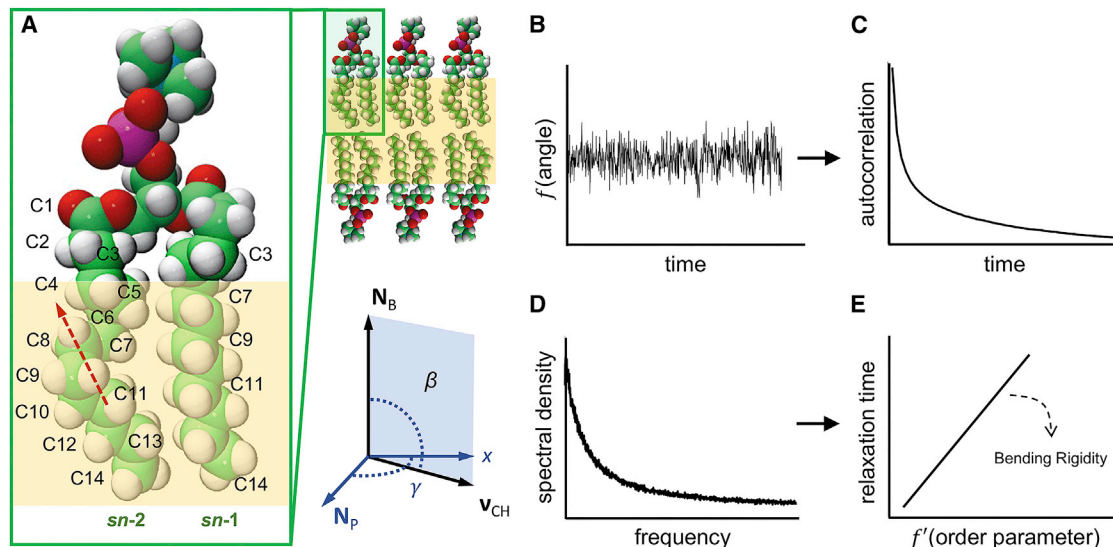 A
C1
C2
C3
C3
C4
C5
C7
C6
C8
C7
C9
C9
C11
C11
C10
C12
C13
C14
C14
sn-2
sn-1
N_B
β
x
γ
ν_CH
N_P
B
f(angle)
time
C
autocorrelation
time
D
spectral density
frequency
E
relaxation time
Bending Rigidity
f′(order parameter)